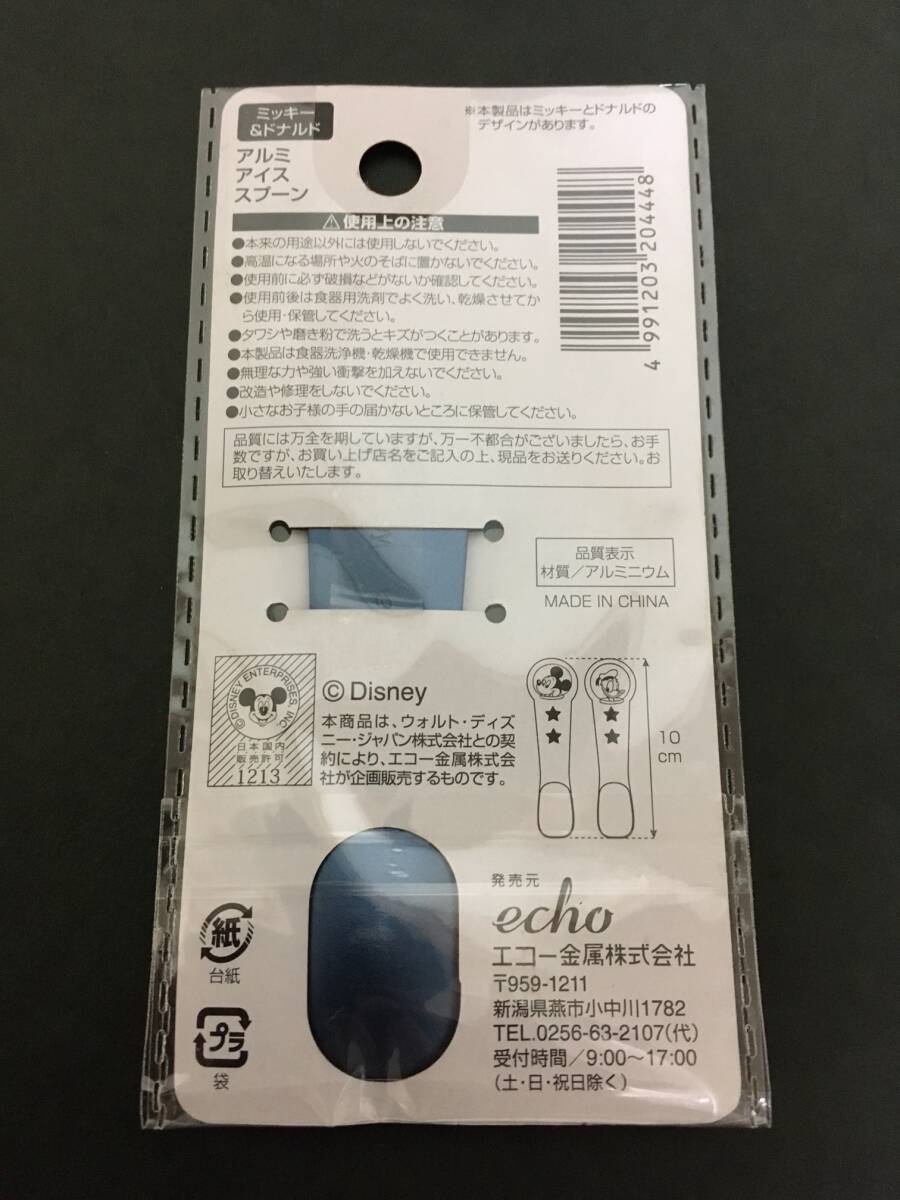 ミッキー
&ドナルド
※本製品はミッキーとドナルドの
デザインがあります。
アルミ
アイス
スプーン
4 991203 204448
⚠使用上の注意
●本来の用途以外には使用しないでください。
●高温になる場所や火のそばに置かないでください。
●使用前に必ず破損などがないか確認してください。
●使用前後は食器用洗剤でよく洗い、乾燥させてか
ら使用・保管してください。
●タワシや磨き粉で洗うとキズがつくことがあります。
●本製品は食器洗浄機・乾燥機で使用できません。
●無理な力や強い衝撃を加えないでください。
●改造や修理をしないでください。
●小さなお子様の手の届かないところに保管してください。
品質には万全を期していますが、万一不都合がございましたら、お手
数ですが、お買い上げ店名をご記入の上、現品をお送りください。お
取り替えいたします。
品質表示
材質/アルミニウム
MADE IN CHINA
©DISNEY ENTERPRISES, INC.
日本国内
販売許可
1213
© Disney
本商品は、ウォルト・ディズ
ニー・ジャパン株式会社との契
約により、エコー金属株式会
社が企画販売するものです。
10
cm
発売元
echo
エコー金属株式会社
〒959-1211
新潟県燕市小中川1782
TEL.0256-63-2107(代)
受付時間/9:00〜17:00
(土・日・祝日除く)
紙
台紙
プラ
袋